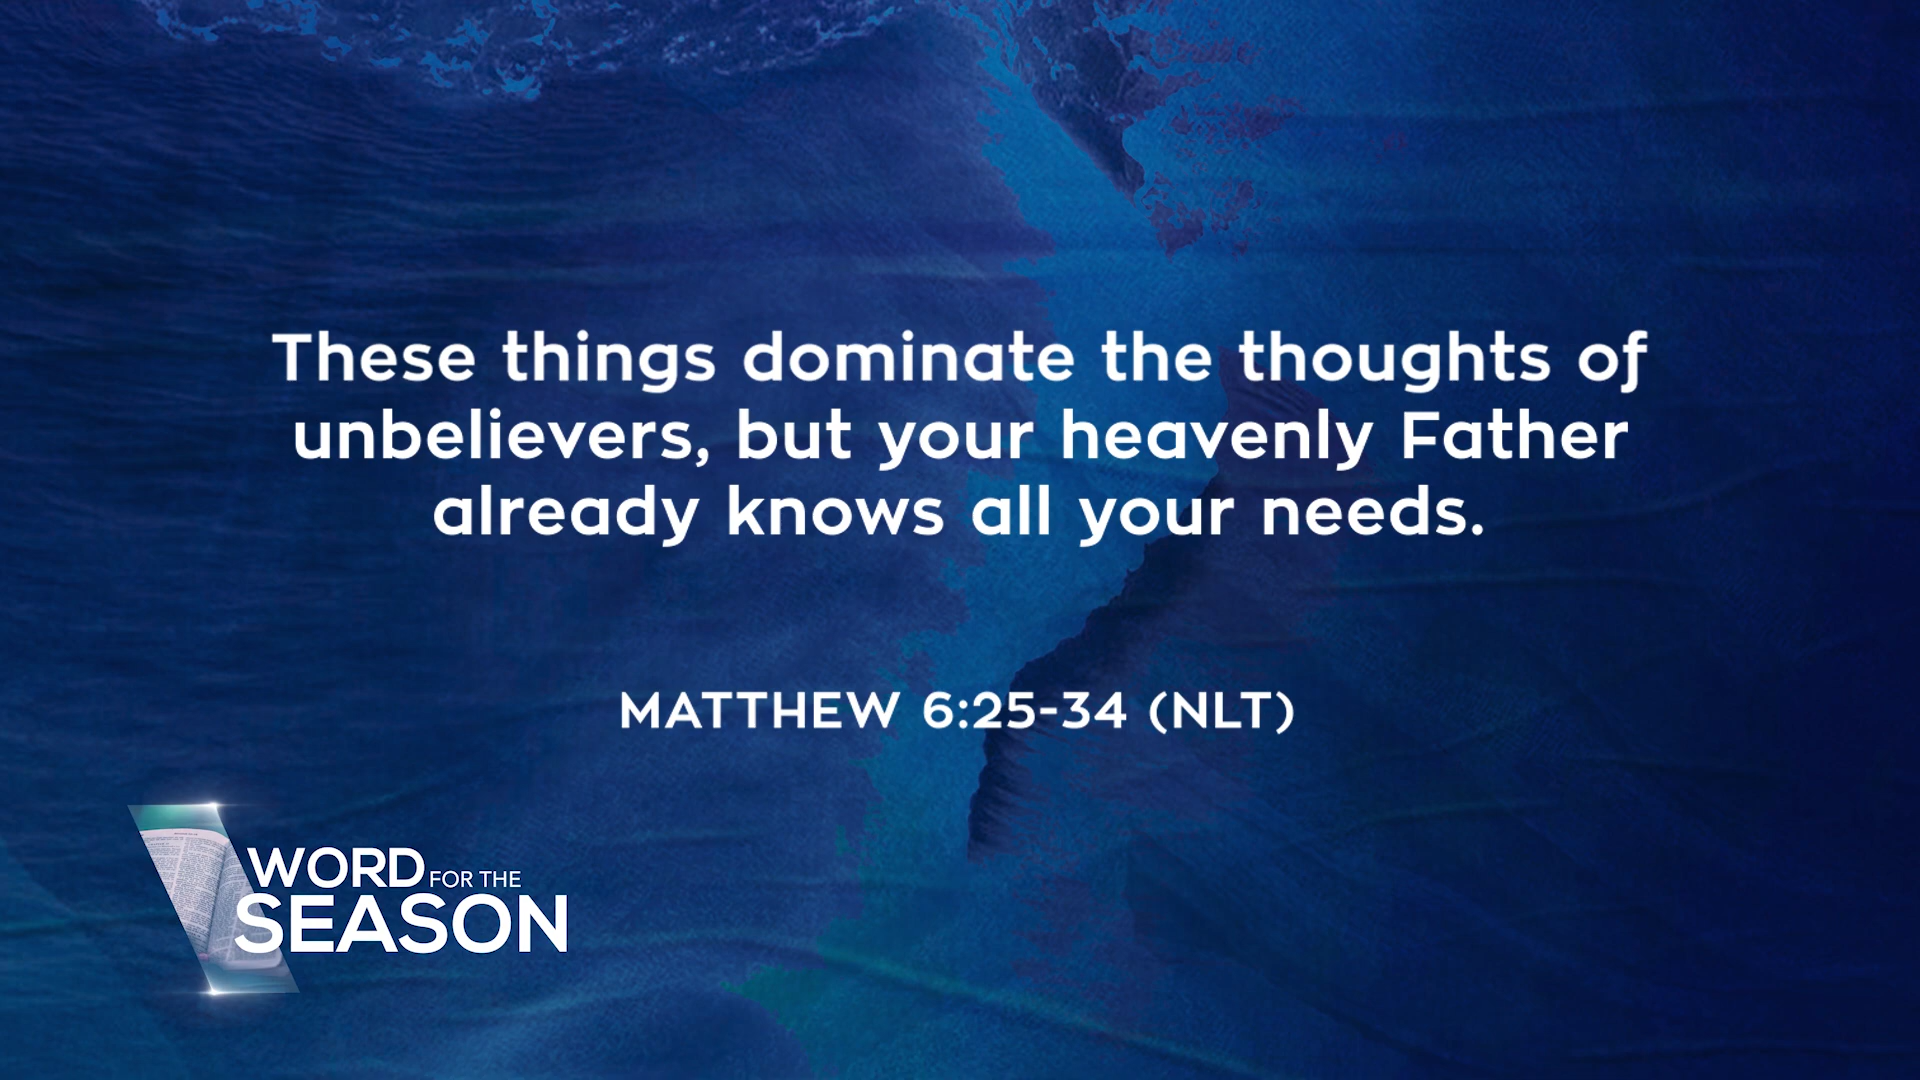 These things dominate the thoughts of
unbelievers, but your heavenly Father
already knows all your needs.
MATTHEW 6:25-34 (NLT)
WORD FOR THE
SEASON